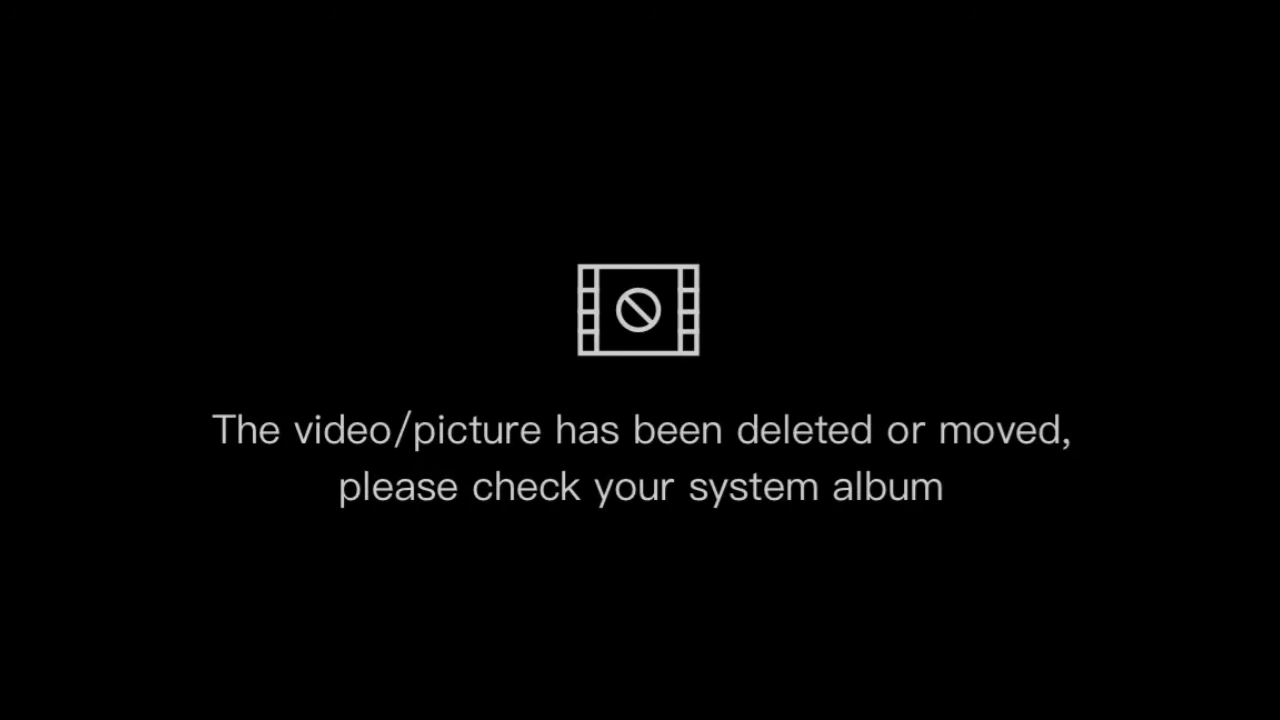 The video/picture has been deleted or moved,
please check your system album